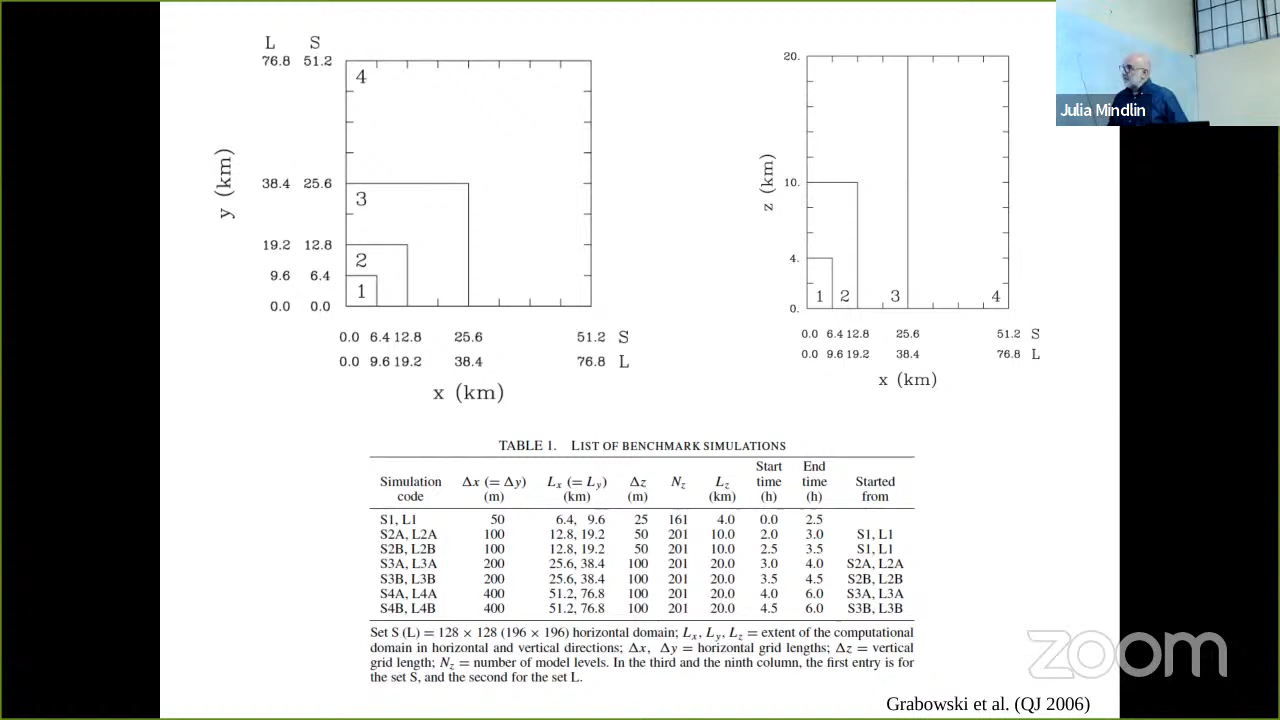 L S
76.8 51.2
4
y (km)
38.4 25.6
3
19.2 12.8
2
9.6 6.4
1
0.0 0.0
0.0 6.4 12.8 25.6 51.2 S
0.0 9.6 19.2 38.4 76.8 L
x (km)
20.
z (km)
10.
4.
1 2 3 4
0.
0.0 6.4 12.8 25.6 51.2 S
0.0 9.6 19.2 38.4 76.8 L
x (km)
Julia Mindlin
TABLE 1. LIST OF BENCHMARK SIMULATIONS
Start End
Simulation Δx (= Δy) Lx (= Ly) Δz Nz Lz time time Started
code (m) (km) (m) (km) (h) (h) from
S1, L1 50 6.4, 9.6 25 161 4.0 0.0 2.5
S2A, L2A 100 12.8, 19.2 50 201 10.0 2.0 3.0 S1, L1
S2B, L2B 100 12.8, 19.2 50 201 10.0 2.5 3.5 S1, L1
S3A, L3A 200 25.6, 38.4 100 201 20.0 3.0 4.0 S2A, L2A
S3B, L3B 200 25.6, 38.4 100 201 20.0 3.5 4.5 S2B, L2B
S4A, L4A 400 51.2, 76.8 100 201 20.0 4.0 6.0 S3A, L3A
S4B, L4B 400 51.2, 76.8 100 201 20.0 4.5 6.0 S3B, L3B
Set S (L) = 128 × 128 (196 × 196) horizontal domain; Lx, Ly, Lz = extent of the computational
domain in horizontal and vertical directions; Δx, Δy = horizontal grid lengths; Δz = vertical
grid length; Nz = number of model levels. In the third and the ninth column, the first entry is for
the set S, and the second for the set L.
zoom
Grabowski et al. (QJ 2006)